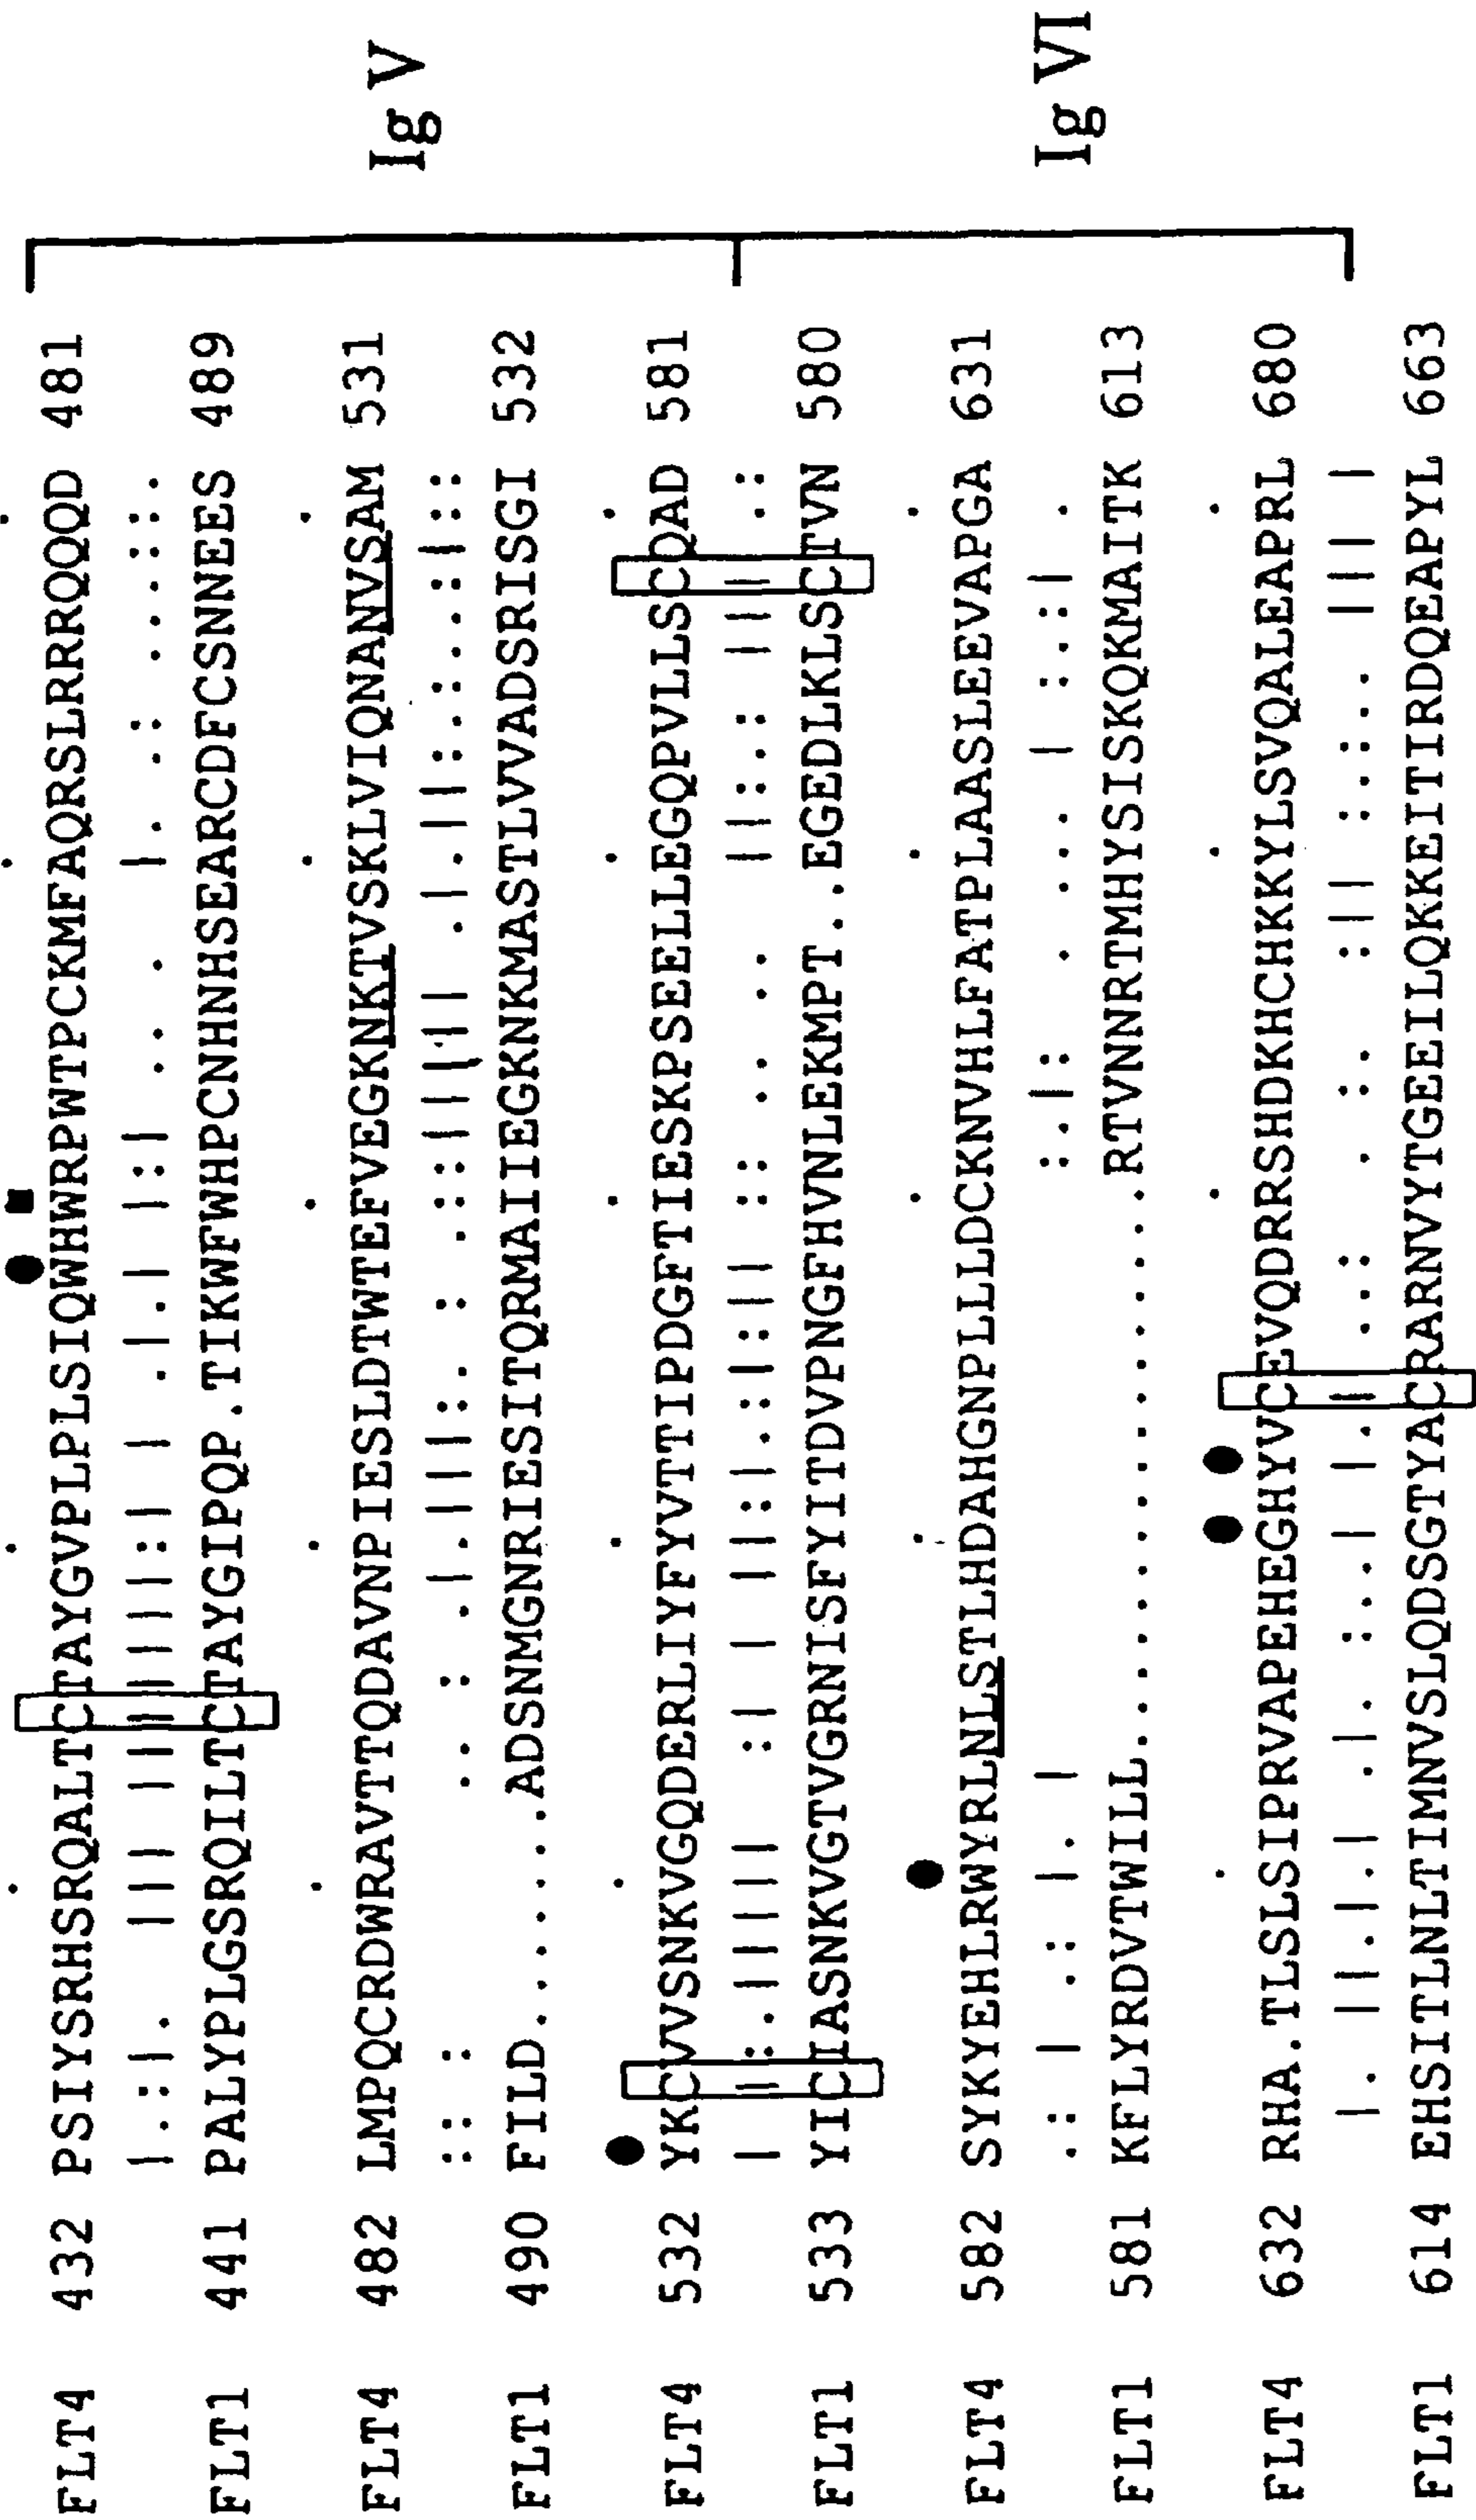 FLT4 432 PSIYSRHSRQALTCTAYGVPLPLSIQWHWRPWTPCKMFAQRSLRRRQQQD 481
FLT1 441 PALYPLGSRQILTCTAYGIPQP.TIKWFWHPCNHNHSEARCDFCSNNEES 489
FLT4 482 LMPQCRDWRAVTTQDAVNPIESLDTWTEFVEGKNKTVSKLVIQNANVSAM 531
Ig V
FLT1 490 FILD.......ADSNMGNRIESITQRMAIIEGKNKMASTLVVADSRISGI 532
FLT4 532 YKCVVSNKVGQDERLIYFYVTTIPDGFTIESKPSEELLEGQPVLLSCQAD 581
FLT1 533 YICIASNKVGTVGRNISFYITDVPNGFHVNLEKMPT..EGEDLKLSCTVN 580
FLT4 582 SYKYEHLRWYRLNLSTLHDAHGNPLLLDCKNVHLFATPLAASLEEVAPGA 631
Ig VI
FLT1 581 KFLYRDVTWILL.................RTVNNRTMHYSISKQKMAITK 613
FLT4 632 RHA.TLSLSIPRVAPEHEGHYVCEVQDRRSHDKHCHKKYLSVQALEAPRL 680
FLT1 614 EHSITLNLTIMNVSLQDSGTYACRARNVYTGEEILQKKEITIRDQEAPYL 663